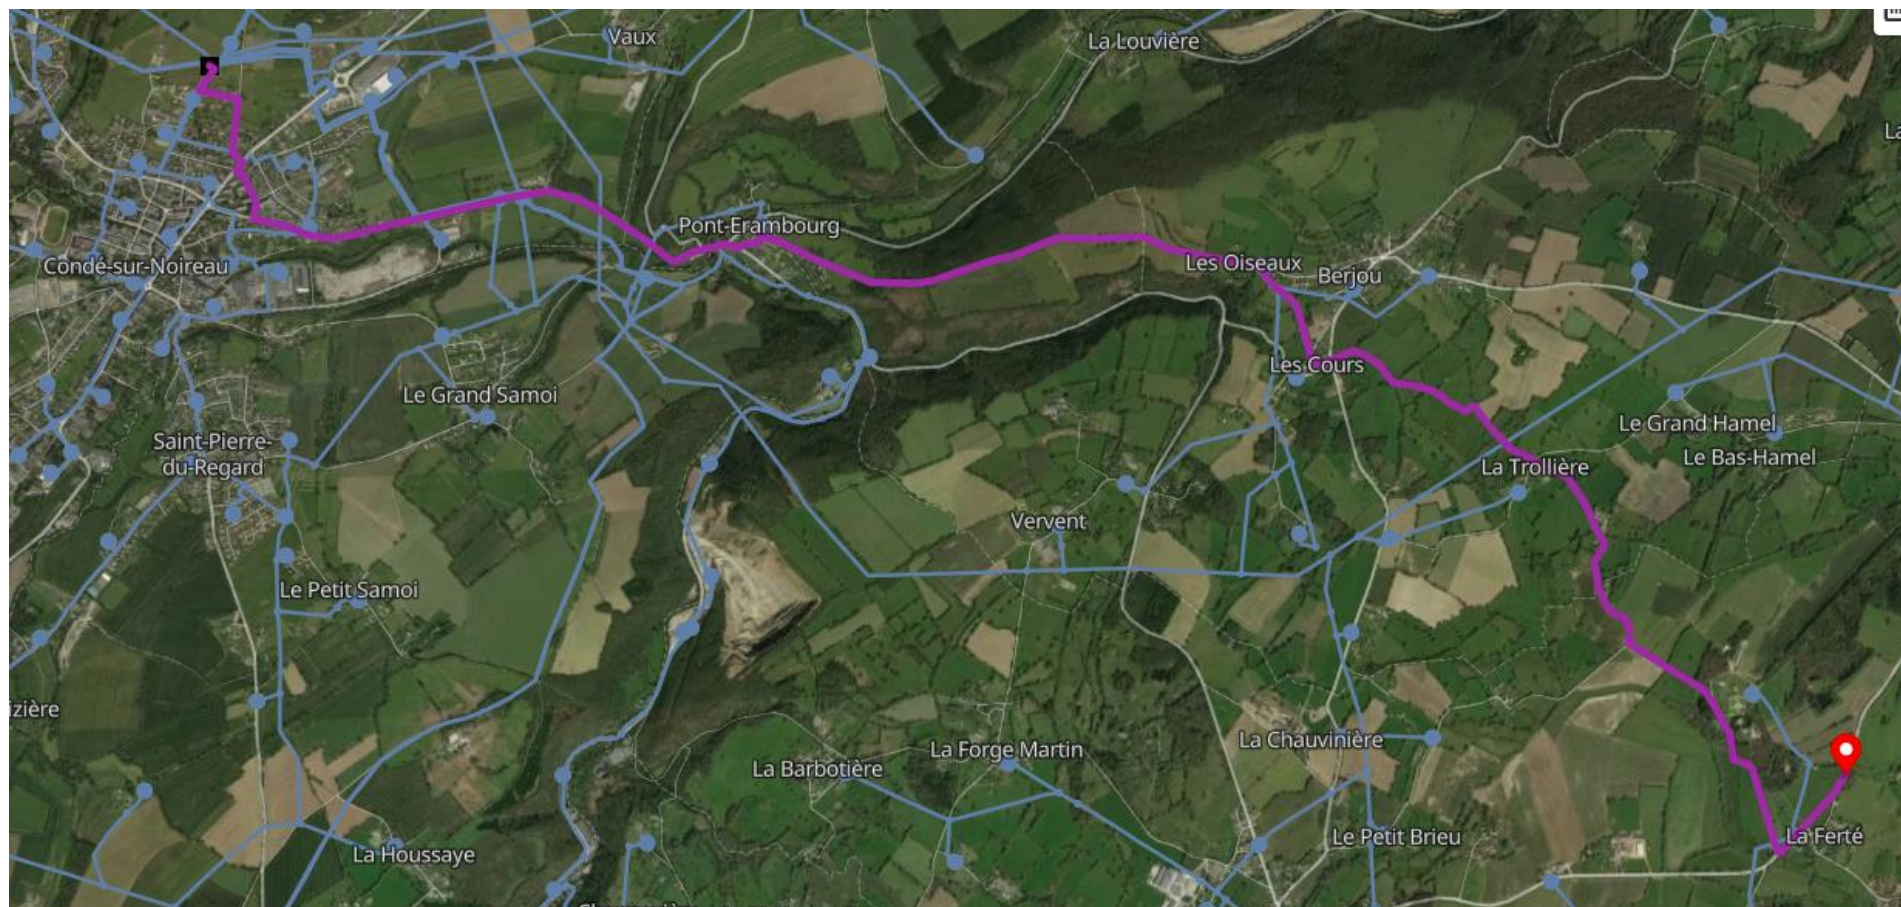 Vaux
La Louvière
Pont-Erambourg
Condé-sur-Noireau
Les Oiseaux
Berjou
Les Cours
Le Grand Samoi
Le Grand Hamel
Saint-Pierre-
du-Regard
La Trollière
Le Bas-Hamel
Vervent
Le Petit Samoi
izière
La Forge Martin
La Chauvinière
La Barbotière
La Houssaye
Le Petit Brieu
La Ferté